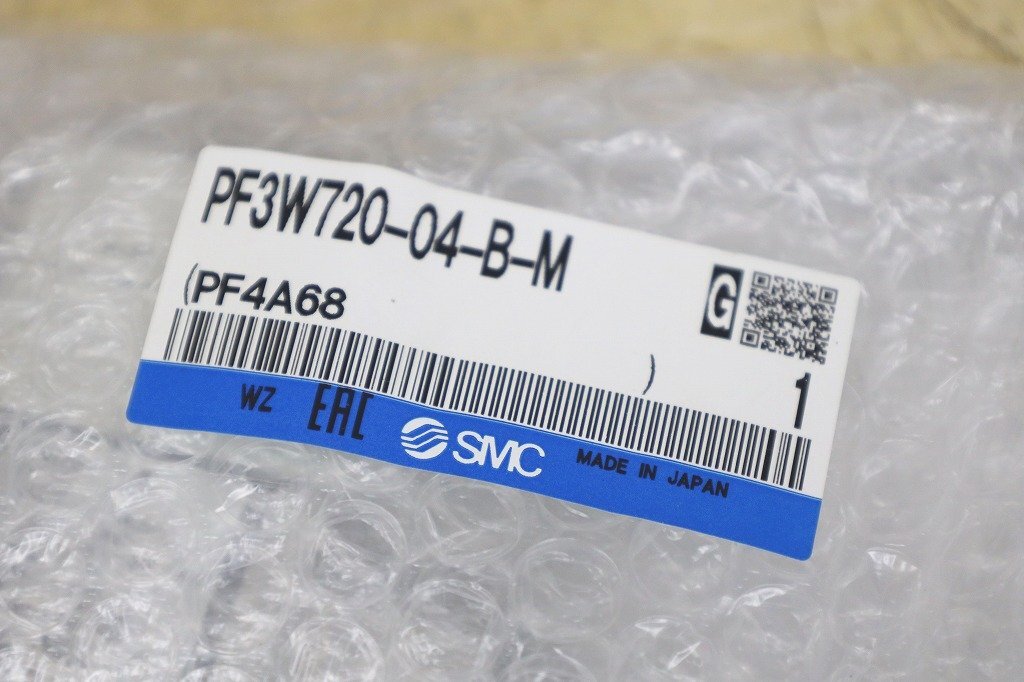 PF3W720-04-B-M
G
(PF4A68 )
1
WZ EAC SMC MADE IN JAPAN